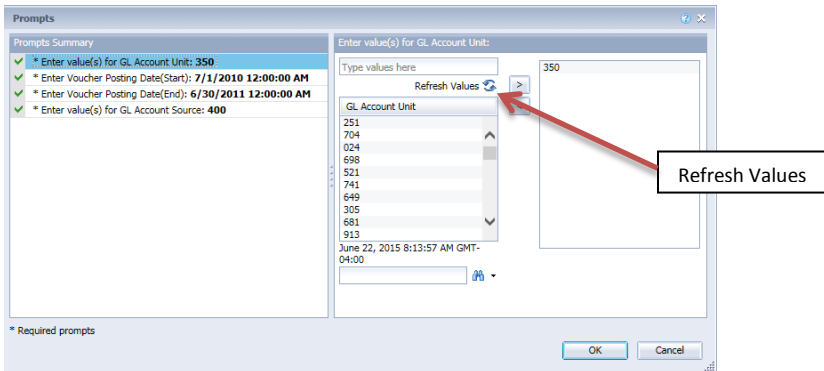 Prompts
Prompts Summary
* Enter value(s) for GL Account Unit: 350
* Enter Voucher Posting Date(Start): 7/1/2010 12:00:00 AM
* Enter Voucher Posting Date(End): 6/30/2011 12:00:00 AM
* Enter value(s) for GL Account Source: 400
Enter value(s) for GL Account Unit:
Type values here
Refresh Values
>
350
GL Account Unit
251
704
024
698
521
741
649
305
681
913
June 22, 2015 8:13:57 AM GMT-
04:00
Refresh Values
* Required prompts
OK
Cancel